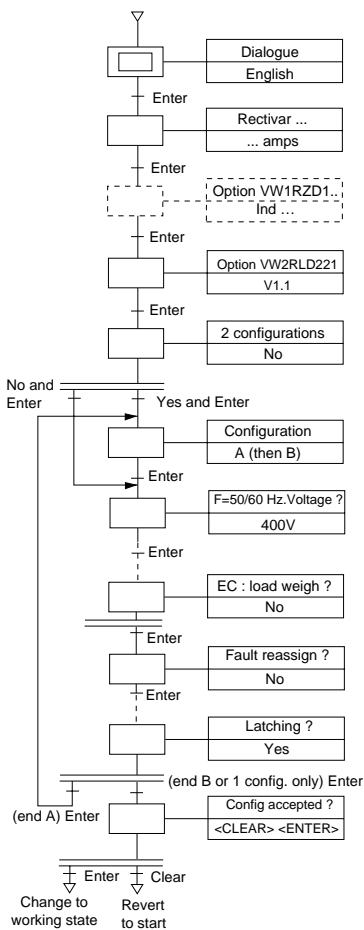 Dialogue
English
Enter
Rectivar ...
... amps
Enter
Option VW1RZD1..
Ind ...
Enter
Option VW2RLD221
V1.1
Enter
2 configurations
No
No and
Enter
Yes and Enter
Configuration
A (then B)
Enter
F=50/60 Hz.Voltage ?
400V
Enter
EC : load weigh ?
No
Enter
Fault reassign ?
No
Enter
Latching ?
Yes
(end B or 1 config. only) Enter
(end A) Enter
Config accepted ?
<CLEAR> <ENTER>
Enter
Clear
Change to
working state
Revert
to start